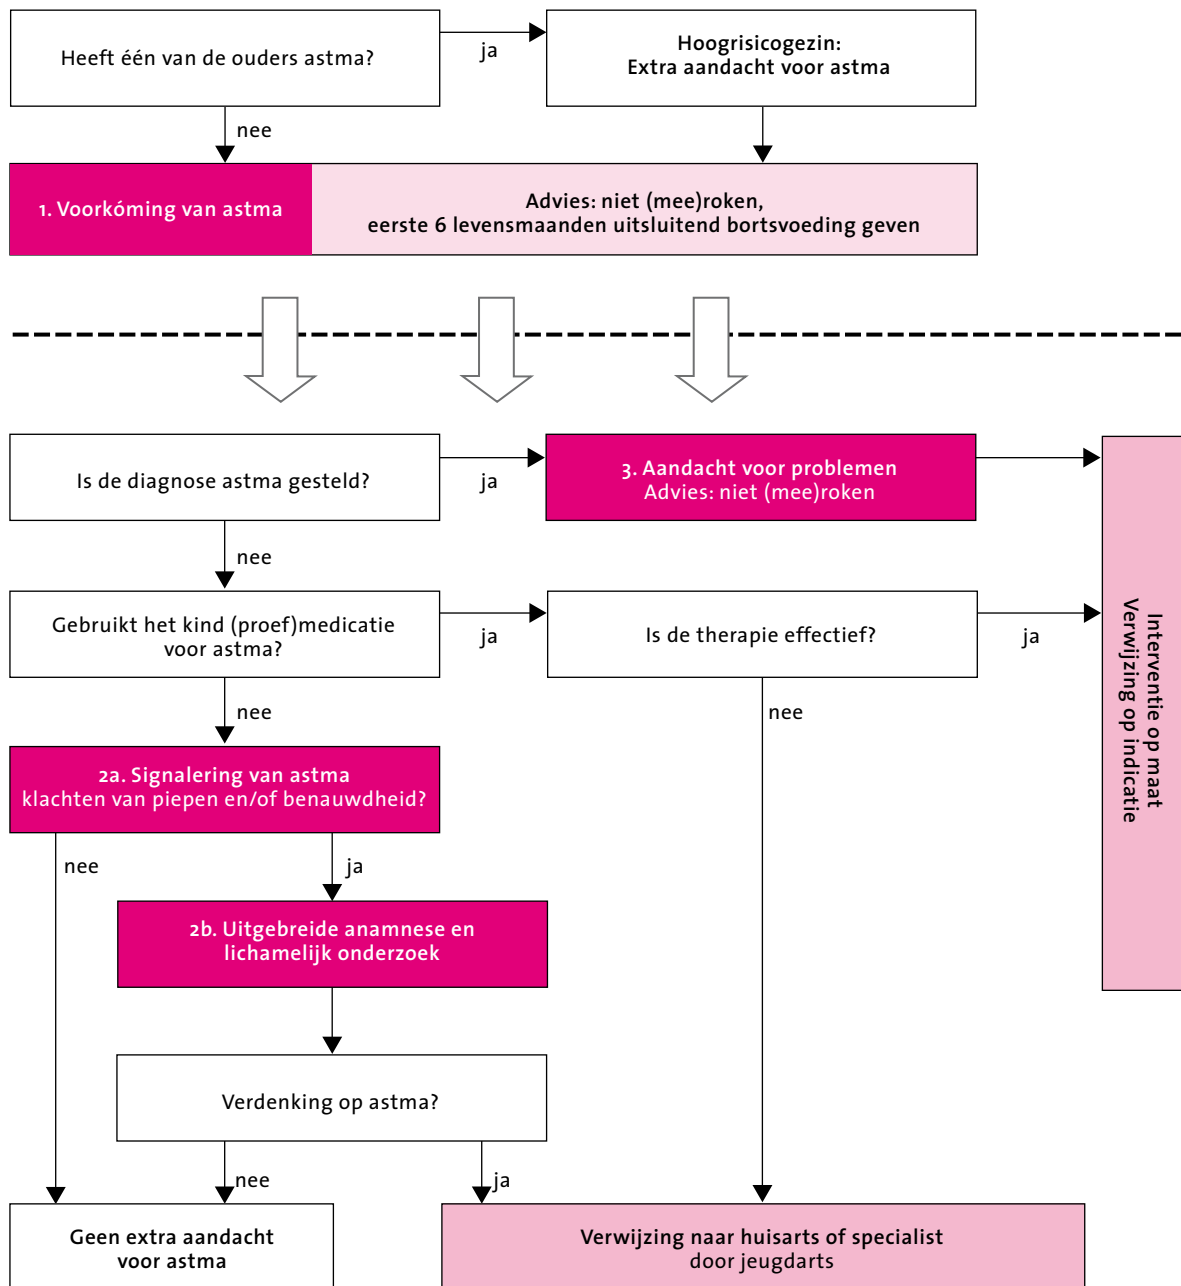 Heeft één van de ouders astma?
ja
Hoogrisicogezin:
Extra aandacht voor astma
nee
1. Voorkóming van astma
Advies: niet (mee)roken,
eerste 6 levensmaanden uitsluitend bortsvoeding geven
Is de diagnose astma gesteld?
ja
3. Aandacht voor problemen
Advies: niet (mee)roken
nee
Gebruikt het kind (proef)medicatie
voor astma?
ja
Is de therapie effectief?
ja
Interventie op maat
Verwijzing op indicatie
nee
nee
2a. Signalering van astma
klachten van piepen en/of benauwdheid?
nee
ja
2b. Uitgebreide anamnese en
lichamelijk onderzoek
Verdenking op astma?
nee
ja
Geen extra aandacht
voor astma
Verwijzing naar huisarts of specialist
door jeugdarts